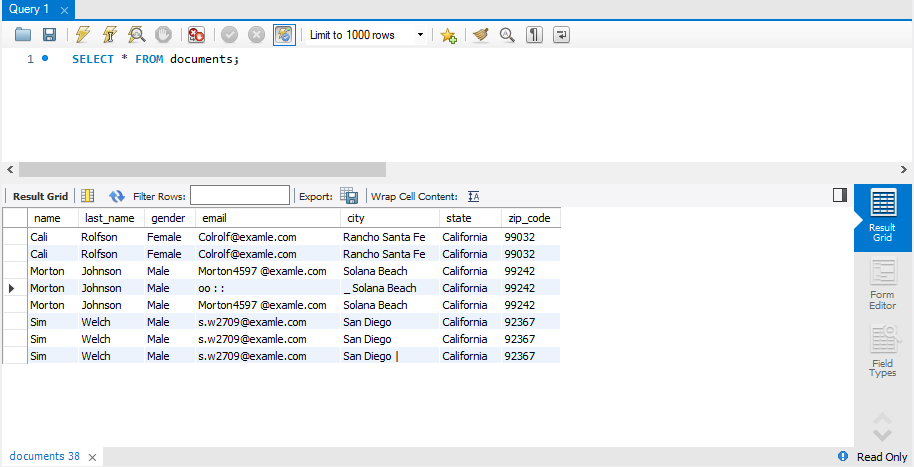 Query 1
Limit to 1000 rows
1 SELECT * FROM documents;
Result Grid Filter Rows: Export: Wrap Cell Content:
name last_name gender email city state zip_code
Cali Rolfson Female Colrolf@examle.com Rancho Santa Fe California 99032
Cali Rolfson Female Colrolf@examle.com Rancho Santa Fe California 99032
Morton Johnson Male Morton4597 @examle.com Solana Beach California 99242
Morton Johnson Male oo : : _ Solana Beach California 99242
Morton Johnson Male Morton4597 @examle.com Solana Beach California 99242
Sim Welch Male s.w2709@examle.com San Diego California 92367
Sim Welch Male s.w2709@examle.com San Diego California 92367
Sim Welch Male s.w2709@examle.com San Diego | California 92367
Result
Grid
Form
Editor
Field
Types
documents 38
Read Only